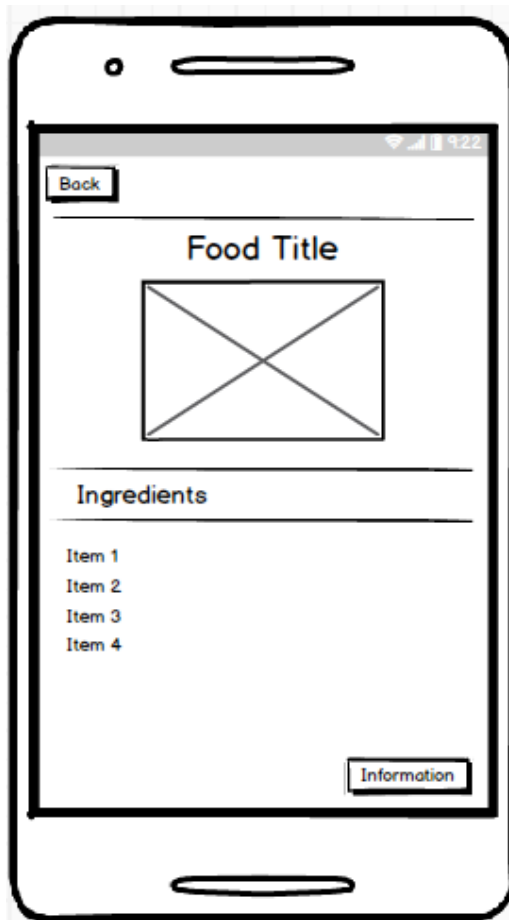 9:22
Back
Food Title
Ingredients
Item 1
Item 2
Item 3
Item 4
Information